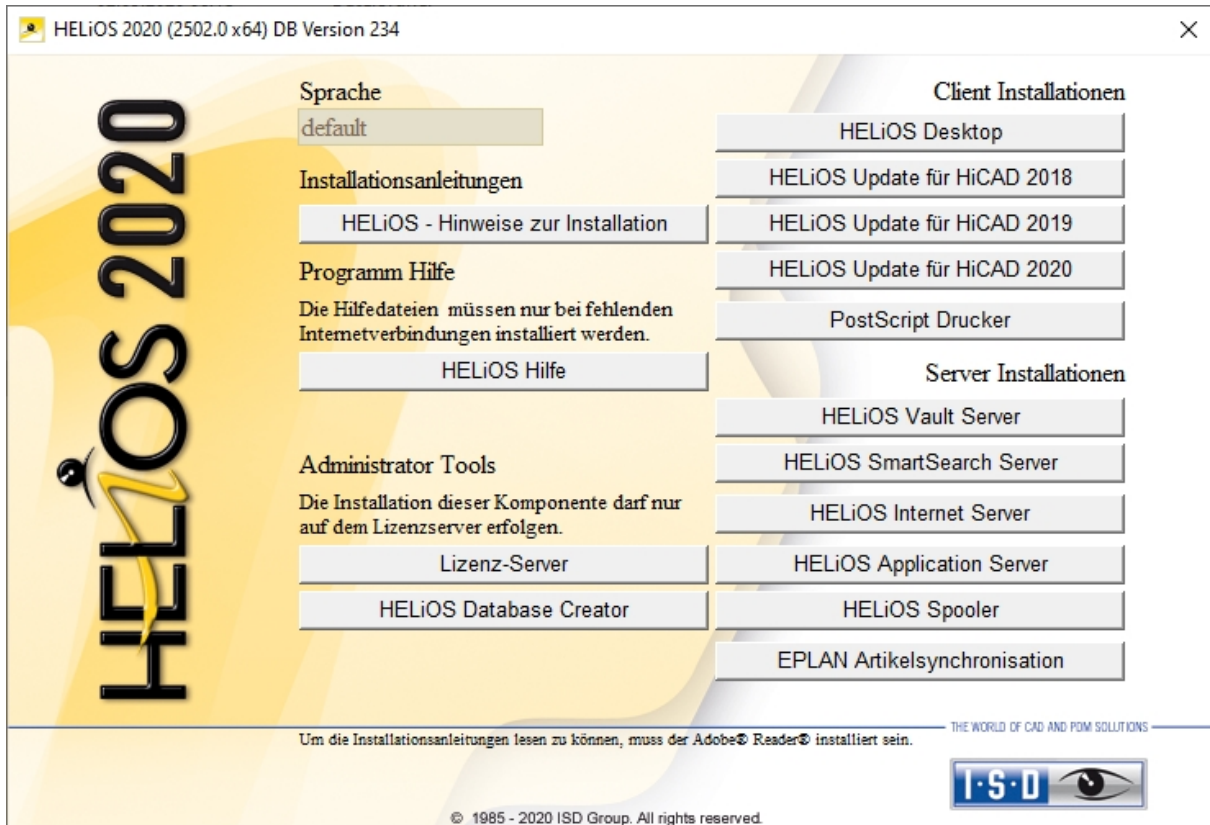 HELiOS 2020 (2502.0 x64) DB Version 234
HELiOS 2020
Sprache
default
Installationsanleitungen
HELiOS - Hinweise zur Installation
Programm Hilfe
Die Hilfedateien müssen nur bei fehlenden
Internetverbindungen installiert werden.
HELiOS Hilfe
Administrator Tools
Die Installation dieser Komponente darf nur
auf dem Lizenzserver erfolgen.
Lizenz-Server
HELiOS Database Creator
Client Installationen
HELiOS Desktop
HELiOS Update für HiCAD 2018
HELiOS Update für HiCAD 2019
HELiOS Update für HiCAD 2020
PostScript Drucker
Server Installationen
HELiOS Vault Server
HELiOS SmartSearch Server
HELiOS Internet Server
HELiOS Application Server
HELiOS Spooler
EPLAN Artikelsynchronisation
THE WORLD OF CAD AND PDM SOLUTIONS
Um die Installationsanleitungen lesen zu können, muss der Adobe® Reader® installiert sein.
I·S·D
© 1985 - 2020 ISD Group. All rights reserved.